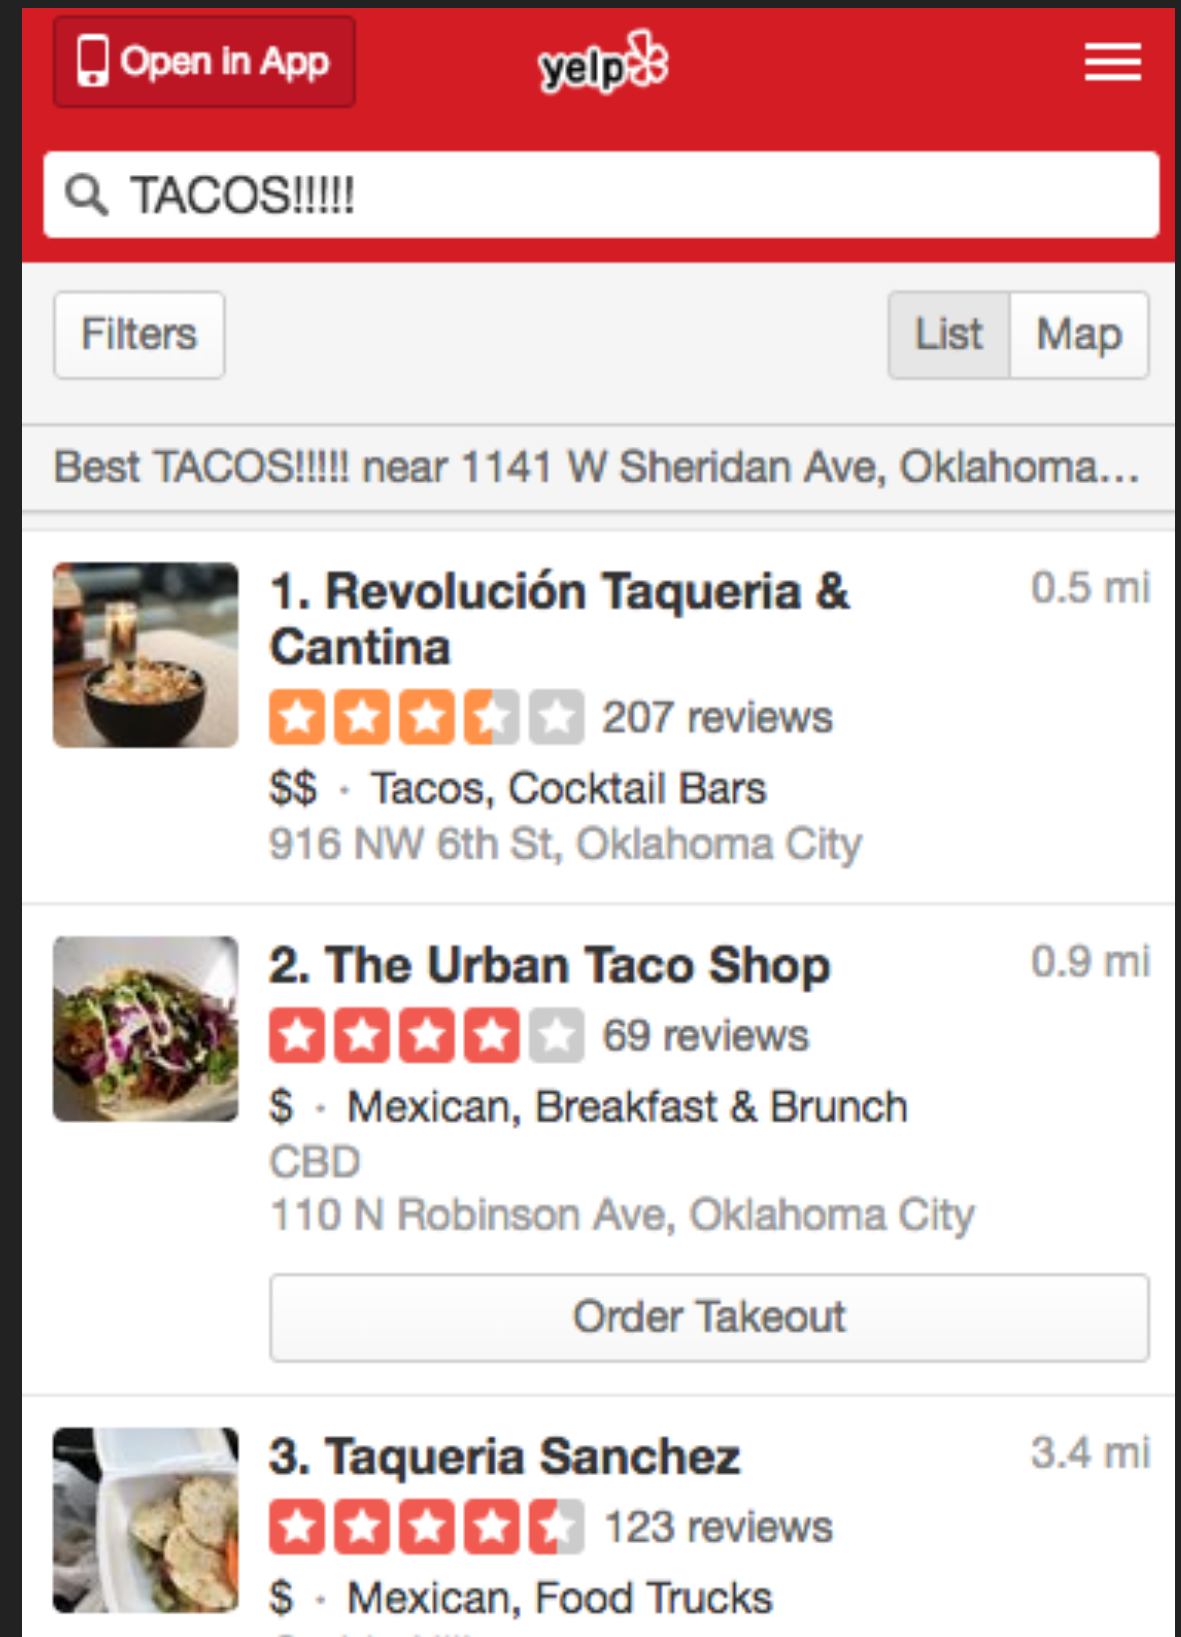 Open in App
yelp
TACOS!!!!!
Filters
List Map
Best TACOS!!!!! near 1141 W Sheridan Ave, Oklahoma...
1. Revolución Taqueria &
Cantina
0.5 mi
207 reviews
$$ · Tacos, Cocktail Bars
916 NW 6th St, Oklahoma City
2. The Urban Taco Shop
0.9 mi
69 reviews
$ · Mexican, Breakfast & Brunch
CBD
110 N Robinson Ave, Oklahoma City
Order Takeout
3. Taqueria Sanchez
3.4 mi
123 reviews
$ · Mexican, Food Trucks